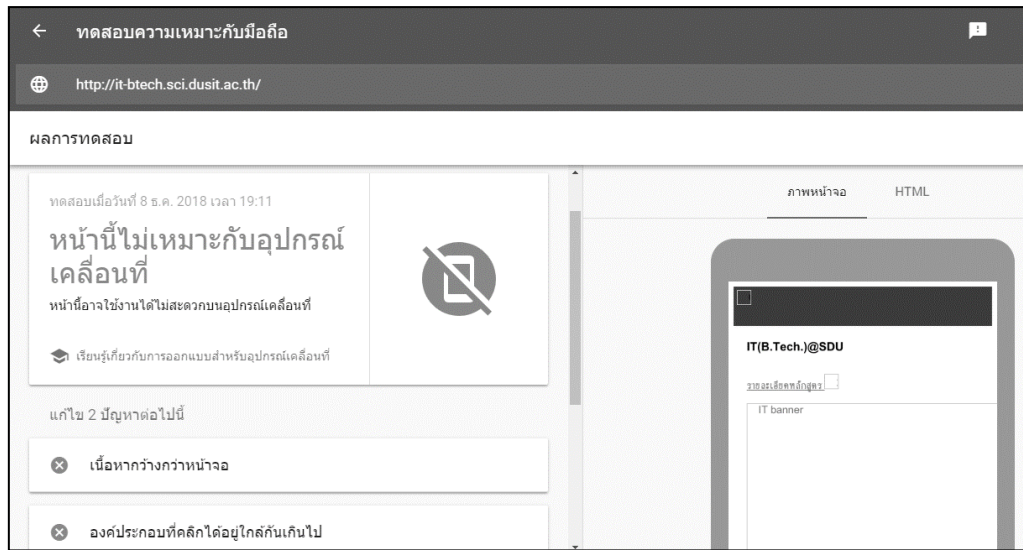 ทดสอบความเหมาะกับมือถือ
http://it-btech.sci.dusit.ac.th/
ผลการทดสอบ
ทดสอบเมื่อวันที่ 8 ธ.ค. 2018 เวลา 19:11
หน้านี้ไม่เหมาะกับอุปกรณ์
เคลื่อนที่
หน้านี้อาจใช้งานได้ไม่สะดวกบนอุปกรณ์เคลื่อนที่
เรียนรู้เกี่ยวกับการออกแบบสำหรับอุปกรณ์เคลื่อนที่
แก้ไข 2 ปัญหาต่อไปนี้
เนื้อหากว้างกว่าหน้าจอ
องค์ประกอบที่คลิกได้อยู่ใกล้กันเกินไป
ภาพหน้าจอ HTML
IT(B.Tech.)@SDU
รายละเอียดหลักสูตร
IT banner